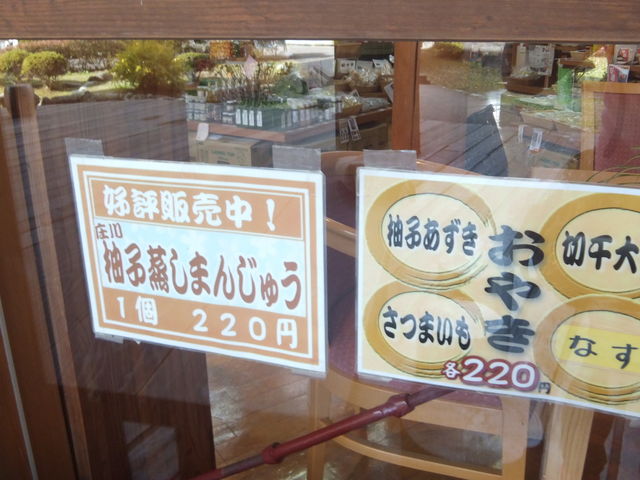 好評販売中！
庄川
柚子蒸しまんじゅう
1個 220円
おやき
柚子あずき
切干大
さつまいも
なす
各220円